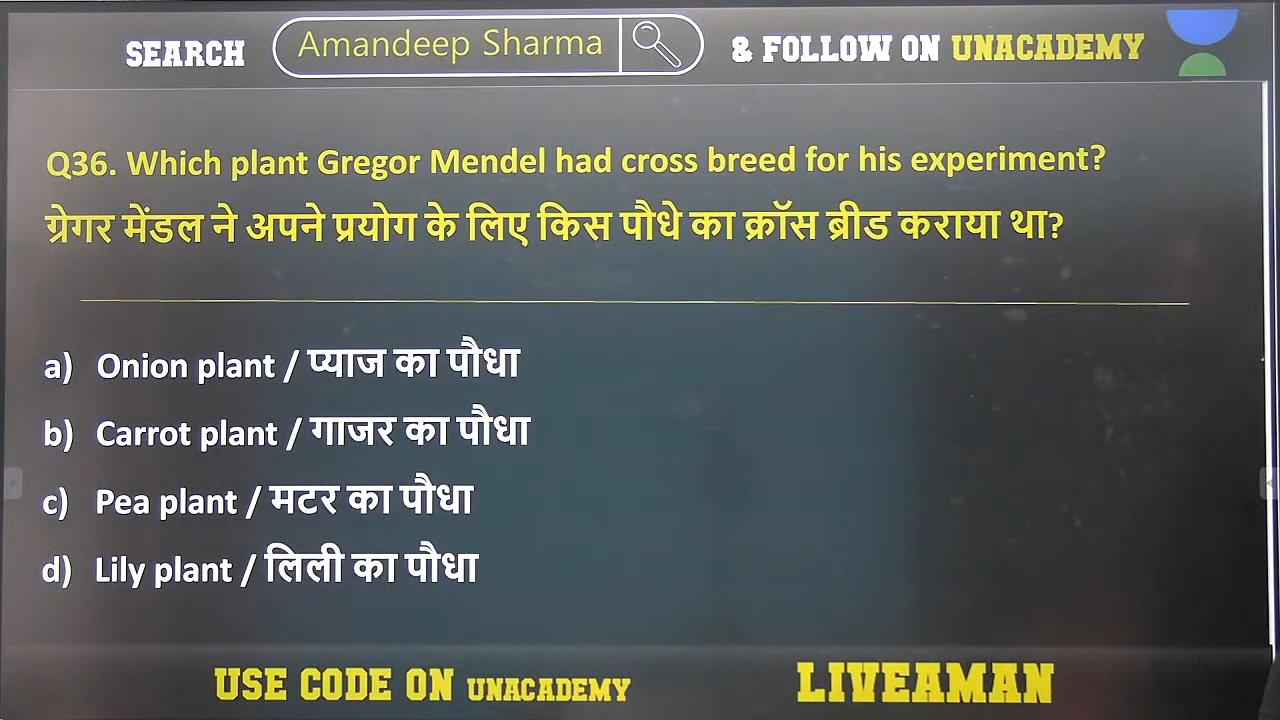 SEARCH Amandeep Sharma & FOLLOW ON UNACADEMY
Q36. Which plant Gregor Mendel had cross breed for his experiment?
ग्रेगर मेंडल ने अपने प्रयोग के लिए किस पौधे का क्रॉस ब्रीड कराया था?
a) Onion plant / प्याज का पौधा
b) Carrot plant / गाजर का पौधा
c) Pea plant / मटर का पौधा
d) Lily plant / लिली का पौधा
USE CODE ON UNACADEMY LIVEAMAN